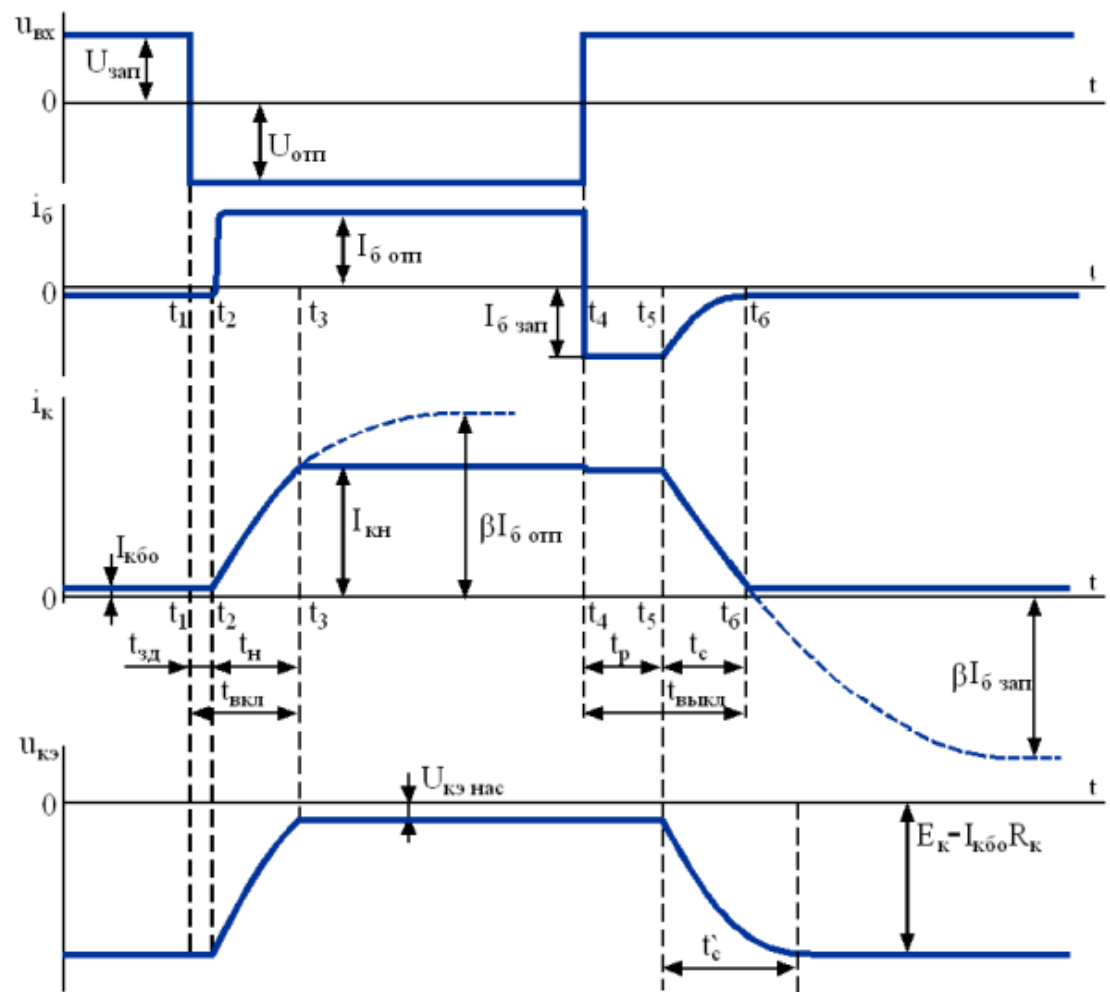 uвх
Uзап
0
t
Uотп
iб
Iб отп
t
0
t1 t2 t3 Iб зап t4 t5 t6
iк
Iкн
βIб отп
Iкбо
t
0
t1 t2 t3 t4 t5 t6
tзд tн tр tс
tвкл tвыкл
βIб зап
uкэ
Uкэ нас
t
0
Eк-IкбоRк
t`с